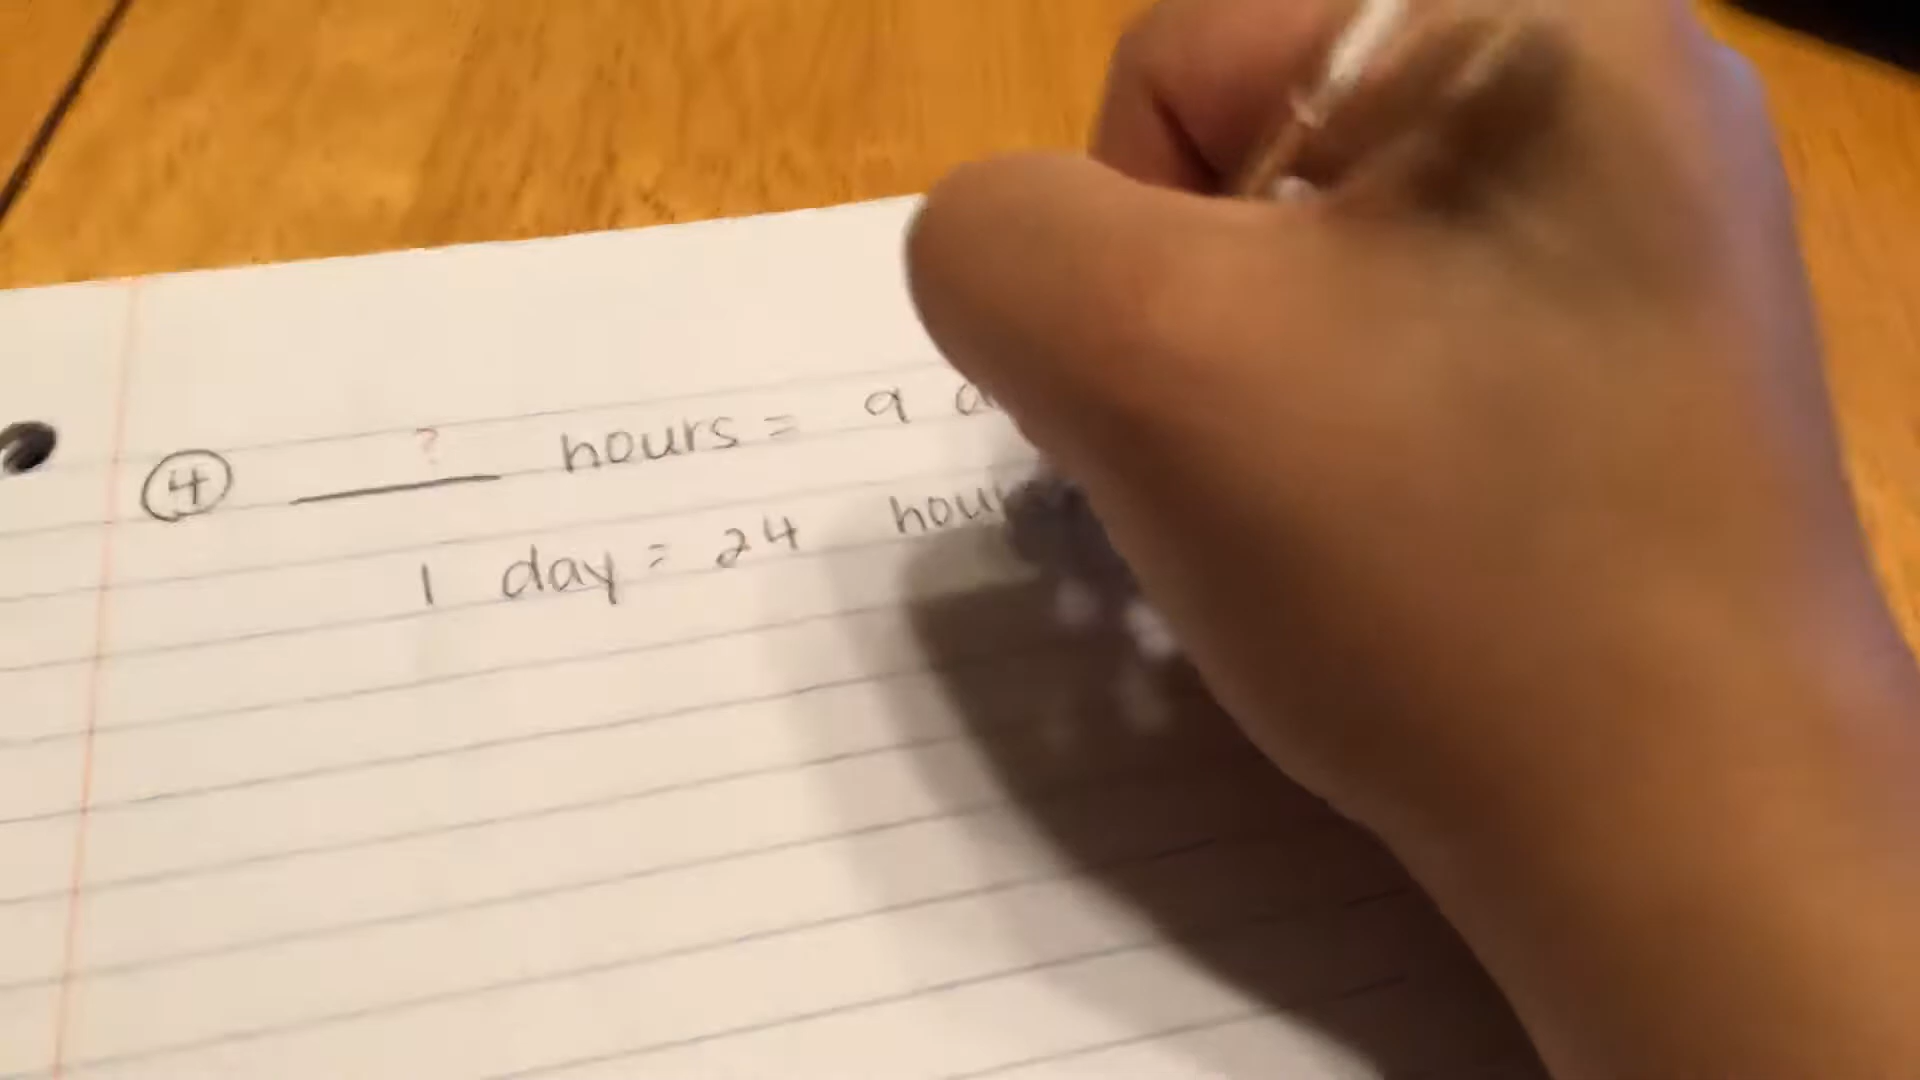 ④ ? hours = 9
1 day = 24